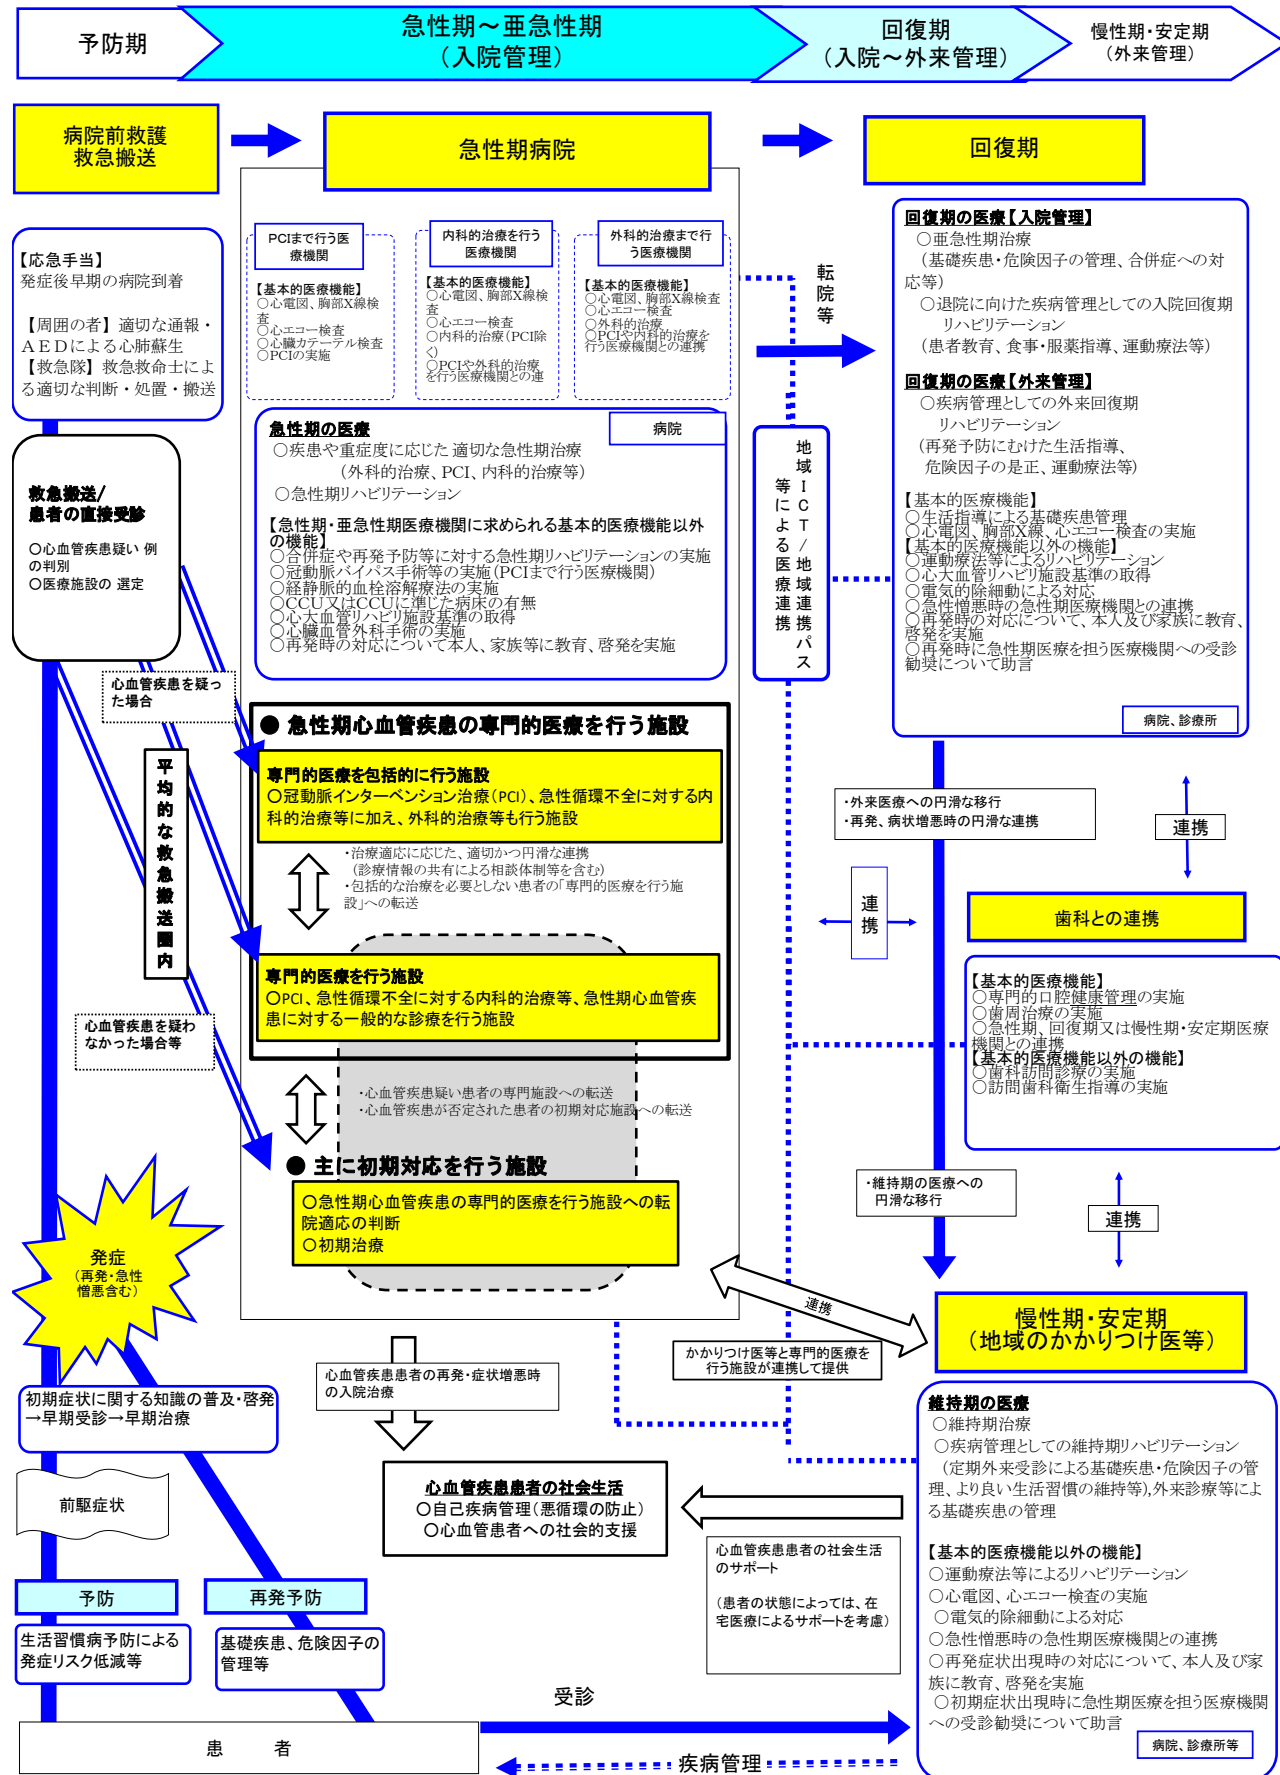 予防期
急性期～亜急性期
（入院管理）
回復期
（入院～外来管理）
慢性期・安定期
（外来管理）
病院前救護
救急搬送
急性期病院
回復期
【応急手当】
発症後早期の病院到着
【周囲の者】適切な通報・
ＡＥＤによる心肺蘇生
【救急隊】救急救命士によ
る適切な判断・処置・搬送
救急搬送/
患者の直接受診
○心血管疾患疑い 例
の判別
○医療施設の 選定
心血管疾患を疑っ
た場合
平均的な救急搬送圏内
心血管疾患を疑わ
なかった場合等
PCIまで行う医
療機関
【基本的医療機能】
○心電図、胸部X線検
査
○心エコー検査
○心臓カテーテル検査
○PCIの実施
内科的治療を行う
医療機関
【基本的医療機能】
○心電図、胸部X線検
査
○心エコー検査
○内科的治療（PCI除
く）
○PCIや外科的治療
を行う医療機関との連
外科的治療まで行
う医療機関
【基本的医療機能】
○心電図、胸部X線検査
○心エコー検査
○外科的治療
○PCIや内科的治療を
行う医療機関との連携
急性期の医療
病院
○疾患や重症度に応じた 適切な急性期治療
（外科的治療、PCI、内科的治療等）
○急性期リハビリテーション
【急性期・亜急性期医療機関に求められる基本的医療機能以外
の機能】
○合併症や再発予防等に対する急性期リハビリテーションの実施
○冠動脈バイパス手術等の実施（PCIまで行う医療機関）
○経静脈的血栓溶解療法の実施
○CCU又はCCUに準じた病床の有無
○心大血管リハビリ施設基準の取得
○心臓血管外科手術の実施
○再発時の対応について本人、家族等に教育、啓発を実施
● 急性期心血管疾患の専門的医療を行う施設
専門的医療を包括的に行う施設
○冠動脈インターベンション治療（PCI）、急性循環不全に対する内
科的治療等に加え、外科的治療等も行う施設
・治療適応に応じた、適切かつ円滑な連携
（診療情報の共有による相談体制等を含む）
・包括的な治療を必要としない患者の「専門的医療を行う施
設」への転送
専門的医療を行う施設
○PCI、急性循環不全に対する内科的治療等、急性期心血管疾
患に対する一般的な診療を行う施設
・心血管疾患疑い患者の専門施設への転送
・心血管疾患が否定された患者の初期対応施設への転送
● 主に初期対応を行う施設
○急性期心血管疾患の専門的医療を行う施設への転
院適応の判断
○初期治療
転院等
地域ＩＣＴ/地域連携パス
等による医療連携
回復期の医療【入院管理】
○亜急性期治療
（基礎疾患・危険因子の管理、合併症への対
応等）
○退院に向けた疾病管理としての入院回復期
リハビリテーション
（患者教育、食事・服薬指導、運動療法等）
回復期の医療【外来管理】
○疾病管理としての外来回復期
リハビリテーション
（再発予防にむけた生活指導、
危険因子の是正、運動療法等）
【基本的医療機能】
○生活指導による基礎疾患管理
○心電図、胸部X線、心エコー検査の実施
【基本的医療機能以外の機能】
○運動療法等によるリハビリテーション
○心大血管リハビリ施設基準の取得
○電気的除細動による対応
○急性憎悪時の急性期医療機関との連携
○再発時の対応について、本人及び家族に教育、
啓発を実施
○再発時に急性期医療を担う医療機関への受診
勧奨について助言
病院、診療所
・外来医療への円滑な移行
・再発、病状増悪時の円滑な連携
連携
連携
歯科との連携
【基本的医療機能】
○専門的口腔健康管理の実施
○歯周治療の実施
○急性期、回復期又は慢性期・安定期医療
機関との連携
【基本的医療機能以外の機能】
○歯科訪問診療の実施
○訪問歯科衛生指導の実施
・維持期の医療への
円滑な移行
連携
発症
（再発・急性
憎悪含む）
連携
慢性期・安定期
（地域のかかりつけ医等）
かかりつけ医等と専門的医療を
行う施設が連携して提供
心血管疾患患者の再発・症状増悪時
の入院治療
初期症状に関する知識の普及・啓発
→早期受診→早期治療
維持期の医療
○維持期治療
○疾病管理としての維持期リハビリテーション
（定期外来受診による基礎疾患・危険因子の管
理、より良い生活習慣の維持等）,外来診療等によ
る基礎疾患の管理
【基本的医療機能以外の機能】
○運動療法等によるリハビリテーション
○心電図、心エコー検査の実施
○電気的除細動による対応
○急性憎悪時の急性期医療機関との連携
○再発症状出現時の対応について、本人及び家
族に教育、啓発を実施
○初期症状出現時に急性期医療を担う医療機関
への受診勧奨について助言
病院、診療所等
前駆症状
心血管疾患患者の社会生活
○自己疾病管理（悪循環の防止）
○心血管患者への社会的支援
心血管疾患患者の社会生活
のサポート
（患者の状態によっては、在
宅医療によるサポートを考慮）
予防
再発予防
生活習慣病予防による
発症リスク低減等
基礎疾患、危険因子の
管理等
受診
患　者
疾病管理